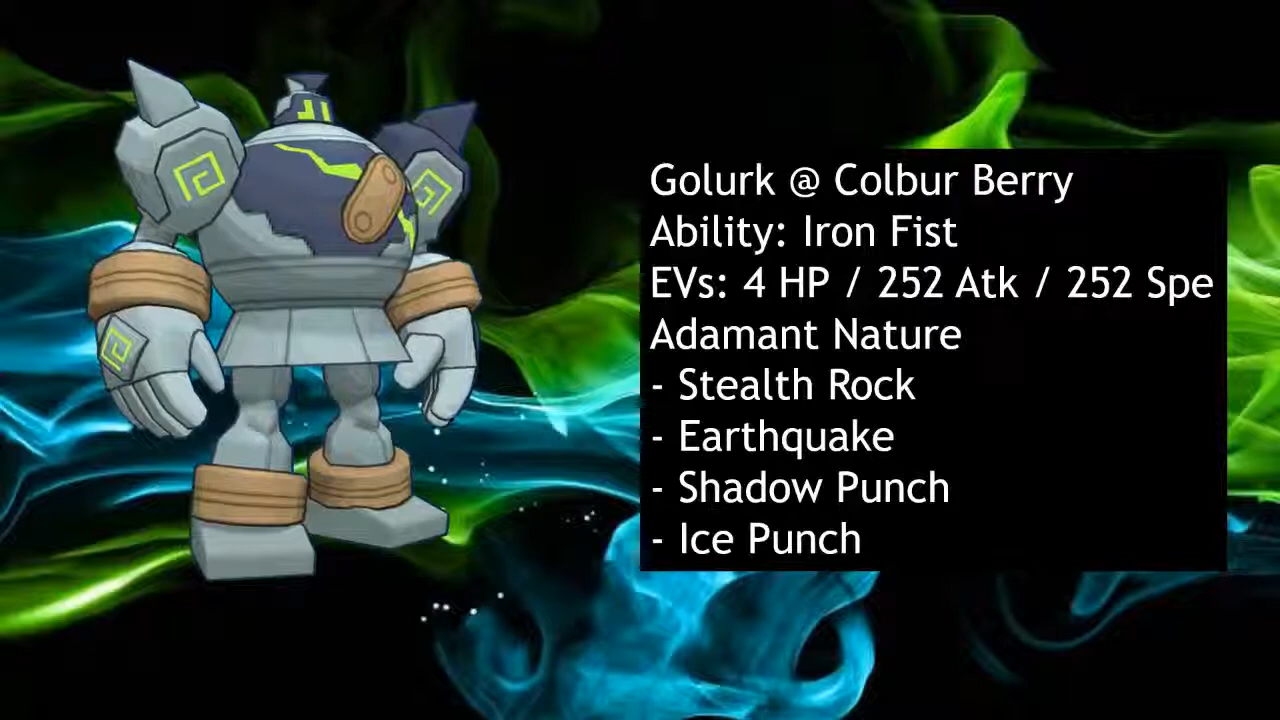 Golurk @ Colbur Berry
Ability: Iron Fist
EVs: 4 HP / 252 Atk / 252 Spe
Adamant Nature
- Stealth Rock
- Earthquake
- Shadow Punch
- Ice Punch